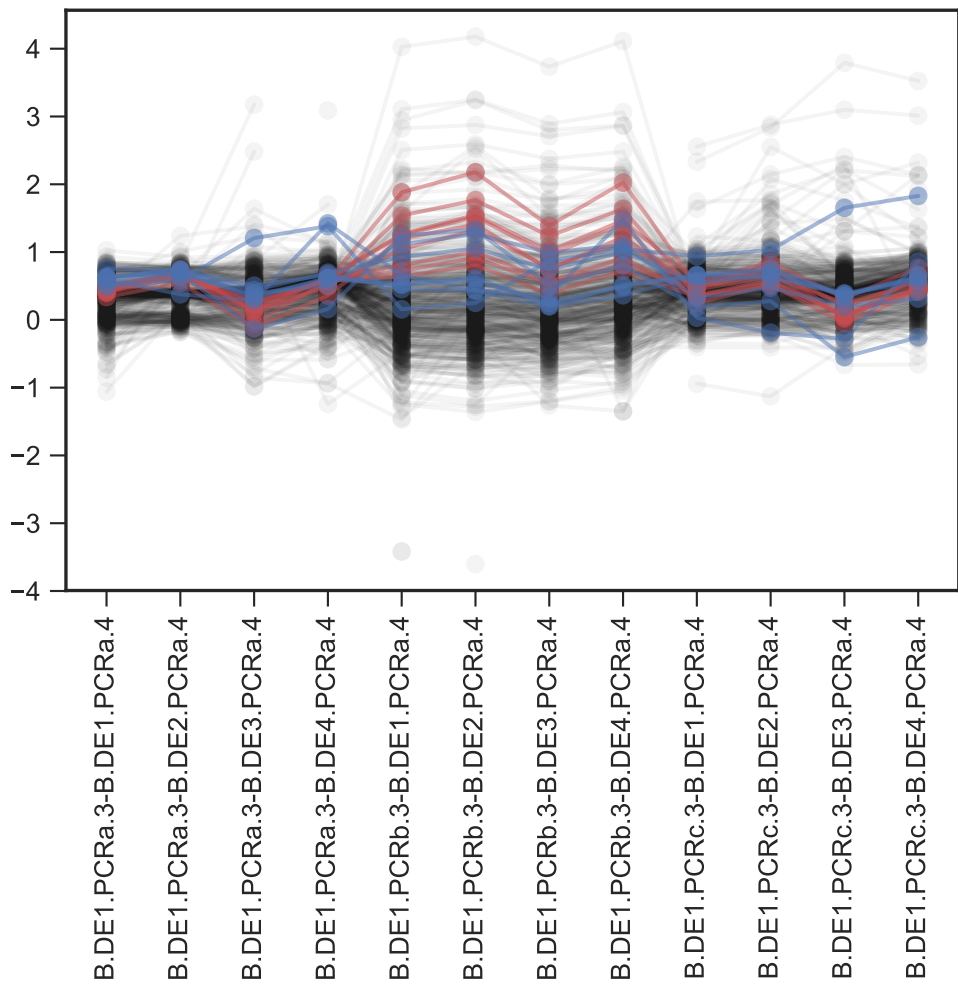 4
3
2
1
0
−1
−2
−3
−4
B.DE1.PCRa.3-B.DE1.PCRa.4
B.DE1.PCRa.3-B.DE2.PCRa.4
B.DE1.PCRa.3-B.DE3.PCRa.4
B.DE1.PCRa.3-B.DE4.PCRa.4
B.DE1.PCRb.3-B.DE1.PCRa.4
B.DE1.PCRb.3-B.DE2.PCRa.4
B.DE1.PCRb.3-B.DE3.PCRa.4
B.DE1.PCRb.3-B.DE4.PCRa.4
B.DE1.PCRc.3-B.DE1.PCRa.4
B.DE1.PCRc.3-B.DE2.PCRa.4
B.DE1.PCRc.3-B.DE3.PCRa.4
B.DE1.PCRc.3-B.DE4.PCRa.4